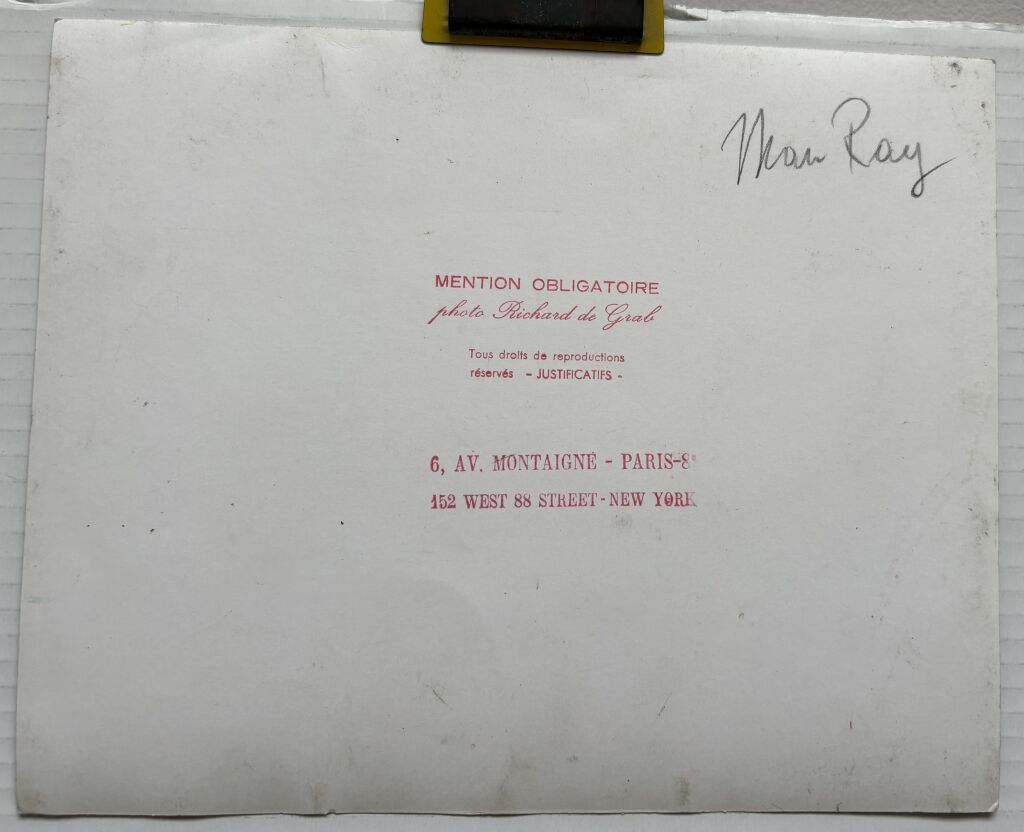 Man Ray
MENTION OBLIGATOIRE
photo Richard de Grab
Tous droits de reproductions
réservés - JUSTIFICATIFS -
6, AV. MONTAIGNE - PARIS-8e
152 WEST 88 STREET - NEW YORK